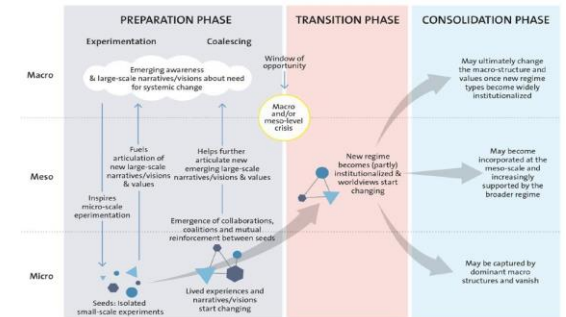 PREPARATION PHASE
TRANSITION PHASE
CONSOLIDATION PHASE
Experimentation
Coalescing
Macro
Emerging awareness
& large-scale narratives/visions about need
for systemic change
Window of
opportunity
Macro
and/or
meso-level
crisis
May ultimately change
the macro-structure and
values once new regime
types become widely
institutionalized
Meso
Fuels
articulation of
new large-scale
narratives/visions
& values
Helps further
articulate new
emerging large-scale
narratives/visions & values
Inspires
micro-scale
eperimentation
New regime
becomes (partly)
institutionalized &
worldviews start
changing
May become
incorporated at the
meso-scale and
increasingly
supported by the
broader regime
Emergence of collaborations,
coalitions and mutual
reinforcement between seeds
Micro
Seeds: Isolated
small-scale experiments
Lived experiences and
narratives/visions
start changing
May be captured by
dominant macro
structures and vanish